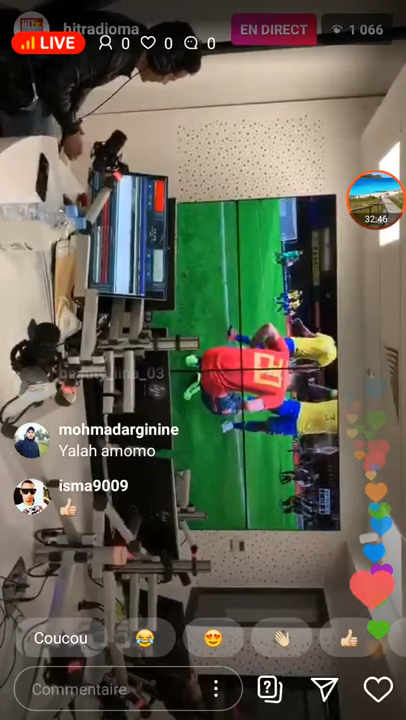 hitradioma
EN DIRECT
1 066
LIVE
0
0
0
32:46
mohmadarginine
Yalah amomo
isma9009
👍🏻
Coucou 😂 😍 👋🏻 👍🏻
Commentaire